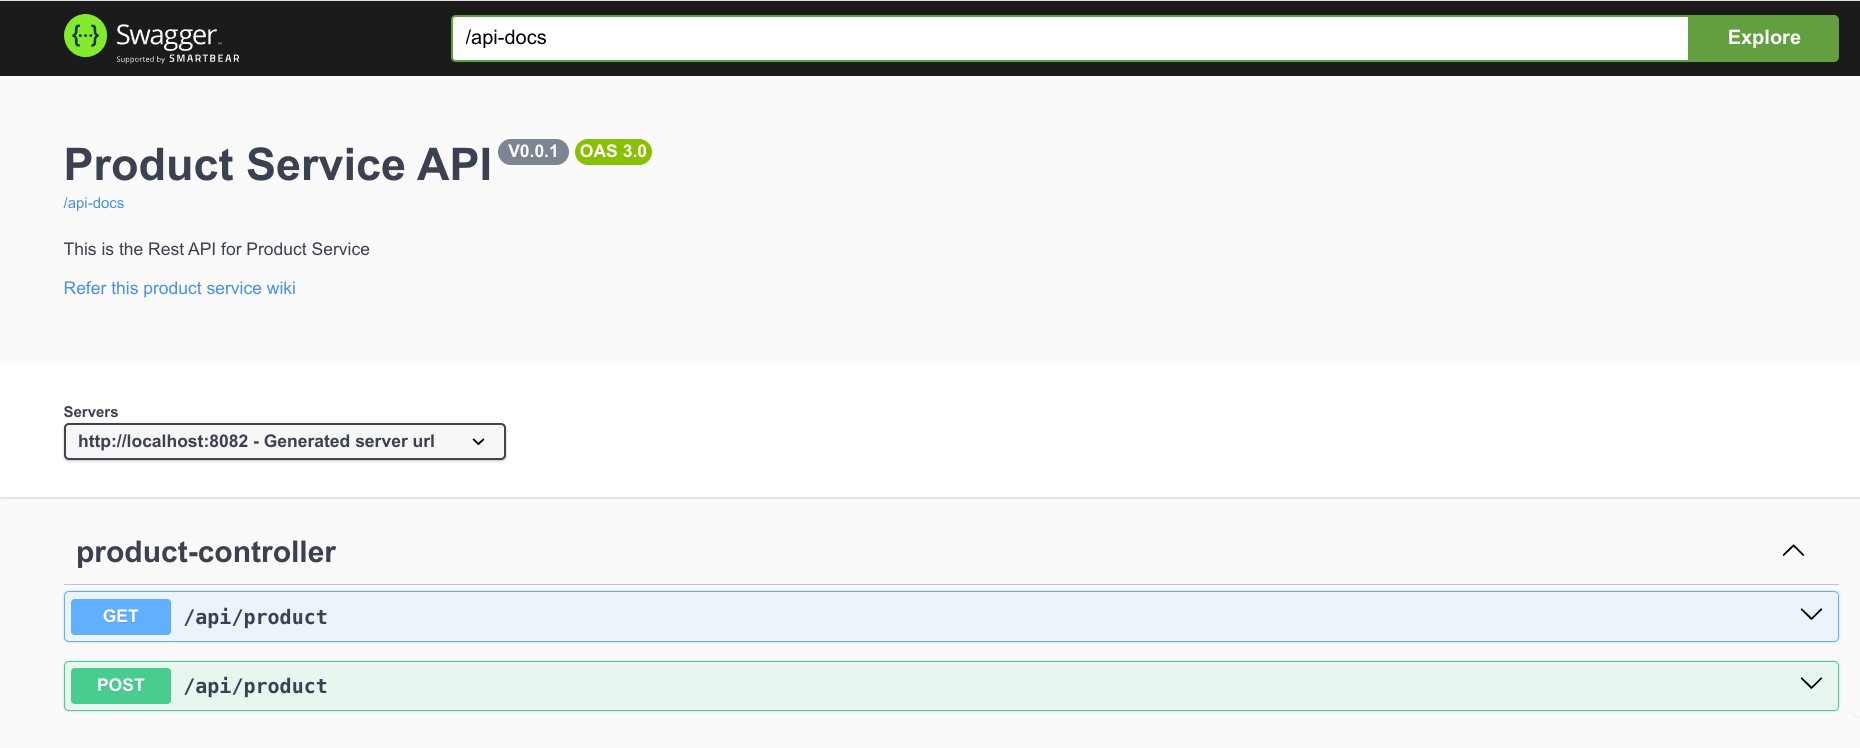 {···} Swagger™
Supported by SMARTBEAR
/api-docs
Explore
Product Service API V0.0.1 OAS 3.0
/api-docs
This is the Rest API for Product Service
Refer this product service wiki
Servers
http://localhost:8082 - Generated server url
product-controller
GET /api/product
POST /api/product